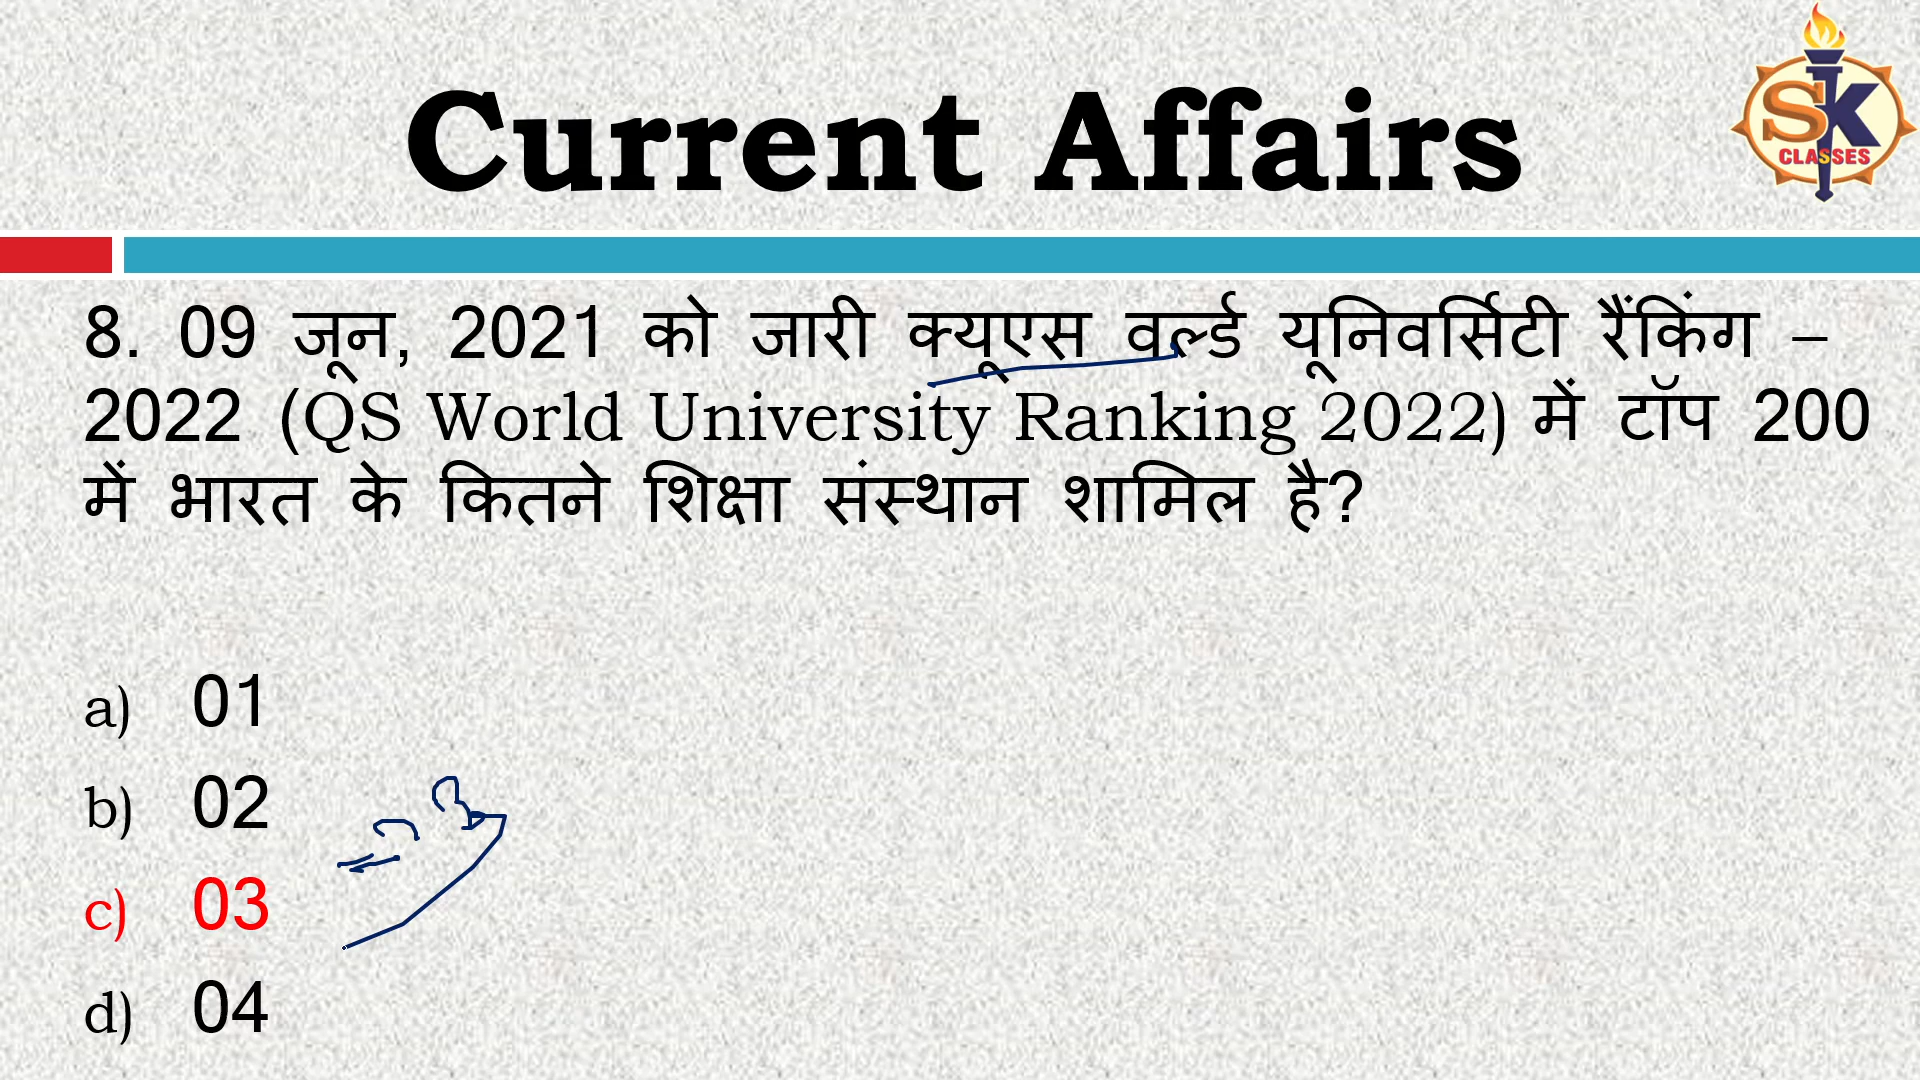 Current Affairs
SK
CLASSES
8. 09 जून, 2021 को जारी क्यूएस वर्ल्ड यूनिवर्सिटी रैंकिंग –
2022 (QS World University Ranking 2022) में टॉप 200
में भारत के कितने शिक्षा संस्थान शामिल है?
a) 01
b) 02
c) 03
d) 04